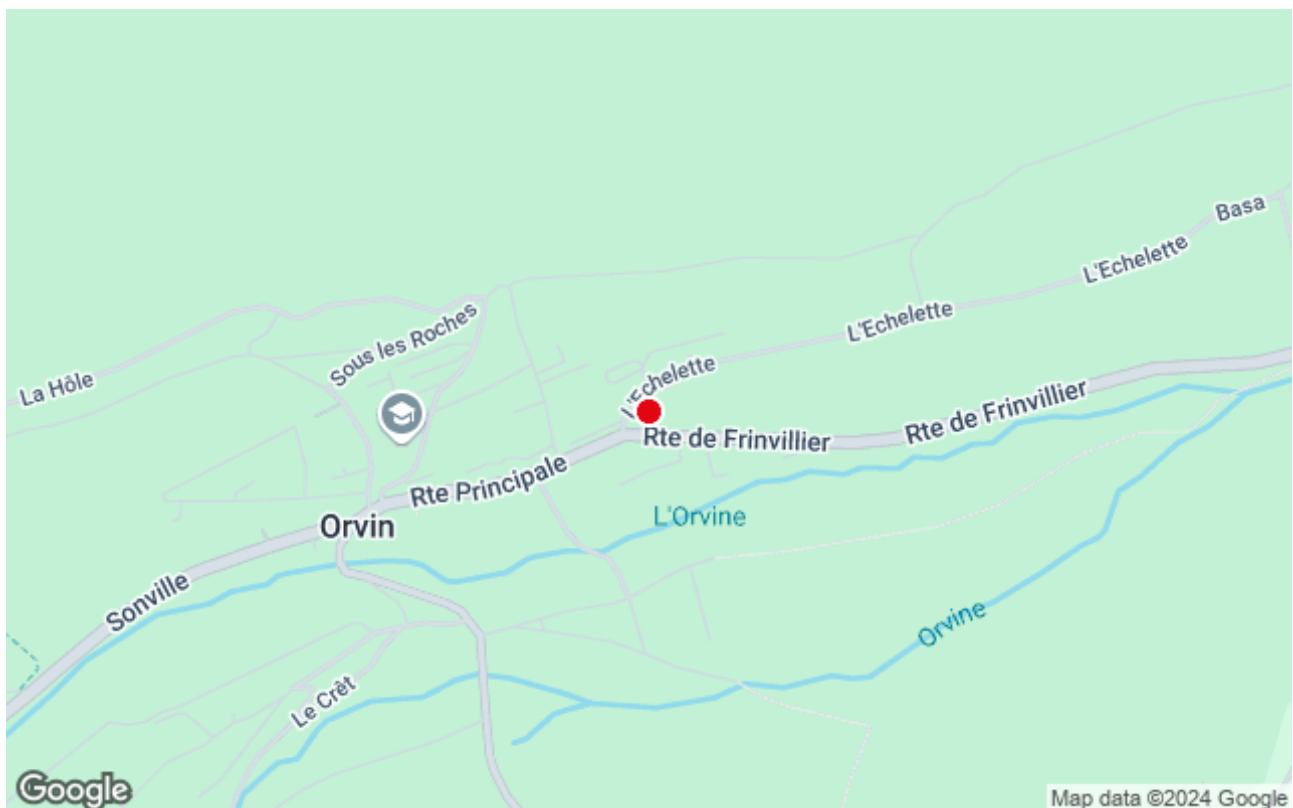 Basa
L'Echelette
L'Echelette
Sous les Roches
L'Echelette
La Hôle
Rte de Frinvillier
Rte de Frinvillier
Rte Principale
L'Orvine
Orvin
Sonville
Orvine
Le Crêt
Google
Map data ©2024 Google